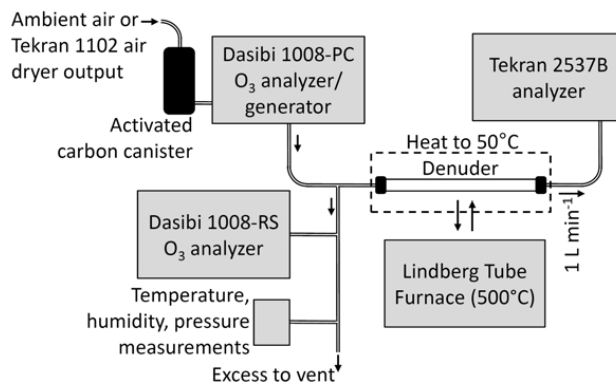 Ambient air or
Tekran 1102 air
dryer output
Activated
carbon canister
Dasibi 1008-PC
O₃ analyzer/
generator
Tekran 2537B
analyzer
Heat to 50°C
Denuder
1 L min⁻¹
Dasibi 1008-RS
O₃ analyzer
Lindberg Tube
Furnace (500°C)
Temperature,
humidity, pressure
measurements
Excess to vent